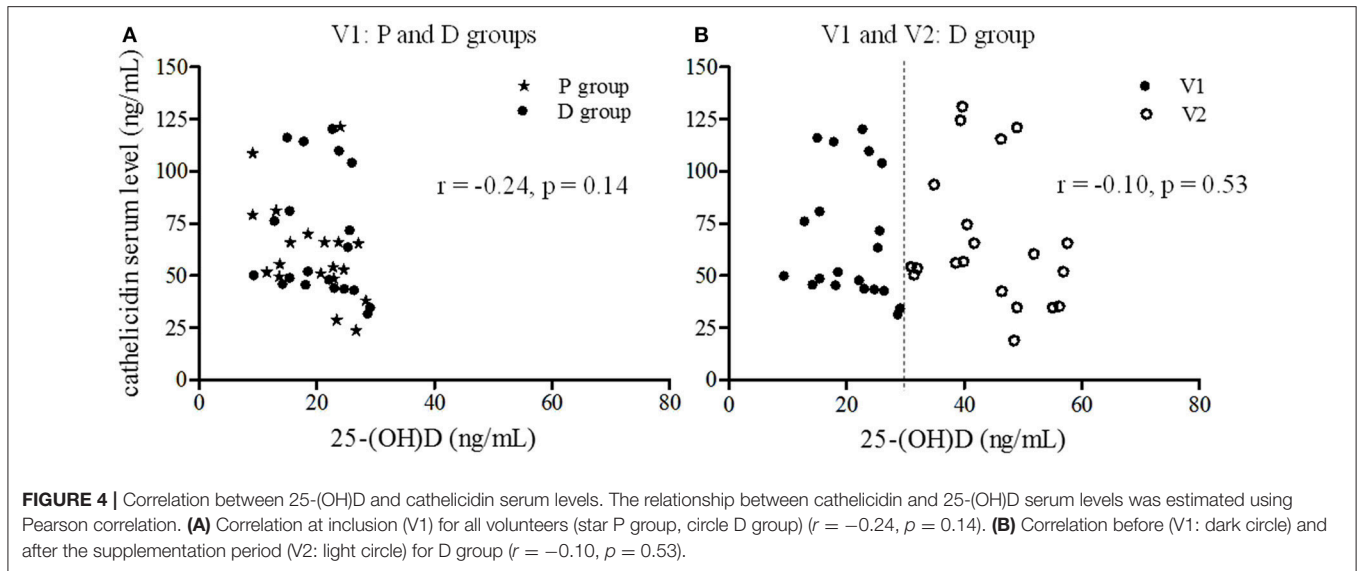 A
V1: P and D groups
cathelicidin serum level (ng/mL)
150
125
100
75
50
25
0
0 20 40 60 80
25-(OH)D (ng/mL)
P group
D group
r = -0.24, p = 0.14
B
V1 and V2: D group
150
125
100
75
50
25
0
0 20 40 60 80
25-(OH)D (ng/mL)
V1
V2
r = -0.10, p = 0.53
FIGURE 4 | Correlation between 25-(OH)D and cathelicidin serum levels. The relationship between cathelicidin and 25-(OH)D serum levels was estimated using
Pearson correlation. (A) Correlation at inclusion (V1) for all volunteers (star P group, circle D group) (r = −0.24, p = 0.14). (B) Correlation before (V1: dark circle) and
after the supplementation period (V2: light circle) for D group (r = −0.10, p = 0.53).